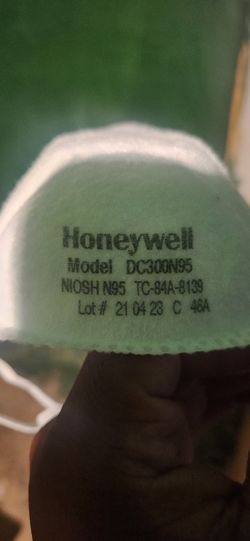 Honeywell
Model DC300N95
NIOSH N95 TC-84A-8139
Lot # 21 04 23 C 46A